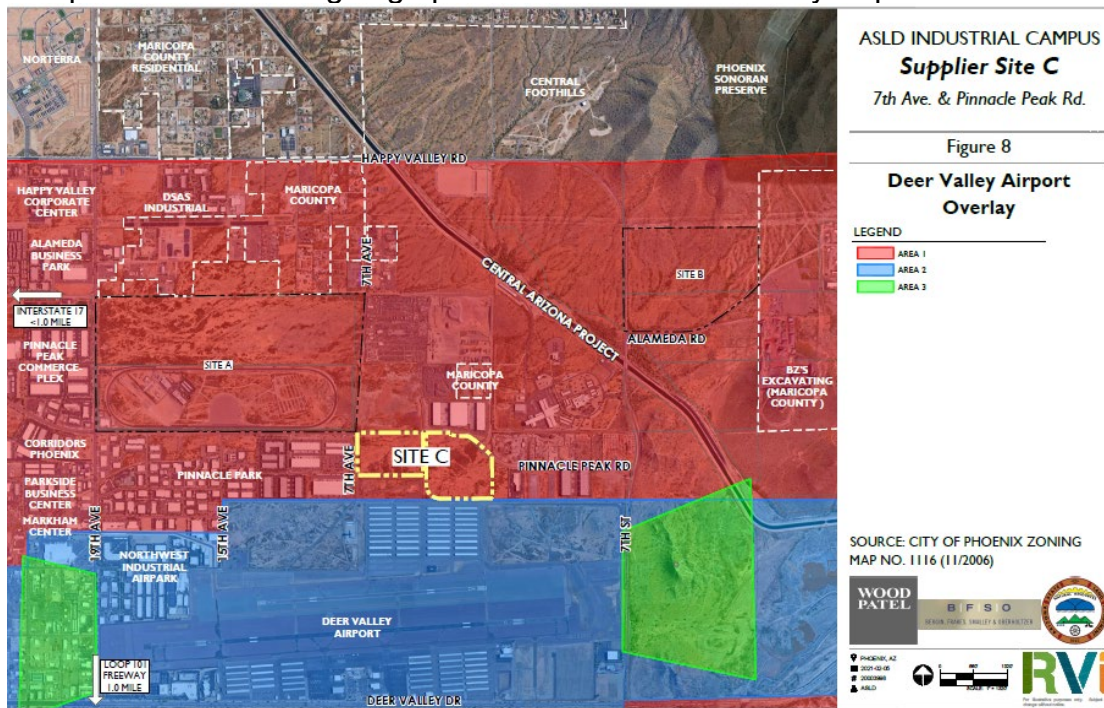 ASLD INDUSTRIAL CAMPUS
Supplier Site C
7th Ave. & Pinnacle Peak Rd.
Figure 8
Deer Valley Airport
Overlay
LEGEND
AREA 1
AREA 2
AREA 3
NORTERRA
MARICOPA
COUNTY
RESIDENTIAL
CENTRAL
FOOTHILLS
PHOENIX
SONORAN
PRESERVE
HAPPY VALLEY RD
HAPPY VALLEY
CORPORATE
CENTER
DSAS
INDUSTRIAL
MARICOPA
COUNTY
ALAMEDA
BUSINESS
PARK
7TH AVE
CENTRAL ARIZONA PROJECT
SITE B
INTERSTATE 17
<1.0 MILE
ALAMEDA RD
PINNACLE
PEAK
COMMERCE-
PLEX
SITE A
MARICOPA
COUNTY
BZ'S
EXCAVATING
(MARICOPA
COUNTY )
CORRIDORS
PHOENIX
PINNACLE PARK
7TH AVE
SITE C
PINNACLE PEAK RD
PARKSIDE
BUSINESS
CENTER
MARKHAM
CENTER
19TH AVE
15TH AVE
7TH ST
NORTHWEST
INDUSTRIAL
AIRPARK
DEER VALLEY
AIRPORT
LOOP 101
FREEWAY
1.0 MILE
DEER VALLEY DR
SOURCE: CITY OF PHOENIX ZONING
MAP NO. 1116 (11/2006)
WOOD
PATEL
B F S O
PHOENIX, AZ
2021-02-05
ASLD
RVi